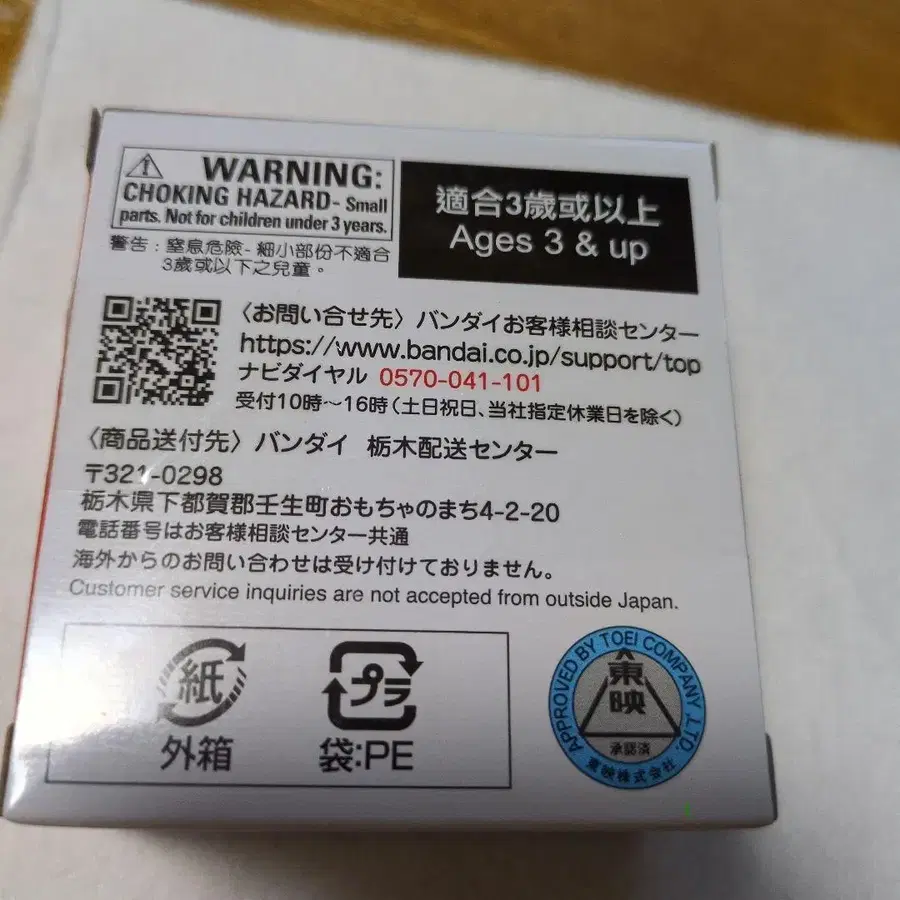 WARNING:
CHOKING HAZARD- Small
parts. Not for children under 3 years.
警告：窒息危險- 細小部份不適合
3歲或以下之兒童。
適合3歲或以上
Ages 3 & up
〈お問い合せ先〉バンダイお客様相談センター
https://www.bandai.co.jp/support/top
ナビダイヤル 0570-041-101
受付10時～16時（土日祝日、当社指定休業日を除く）
〈商品送付先〉バンダイ 栃木配送センター
〒321-0298
栃木県下都賀郡壬生町おもちゃのまち4-2-20
電話番号はお客様相談センター共通
海外からのお問い合わせは受け付けておりません。
Customer service inquiries are not accepted from outside Japan.
紙
外箱
プラ
袋:PE
APPROVED BY TOEI COMPANY,LTD.
東映
承認済
東映株式会社